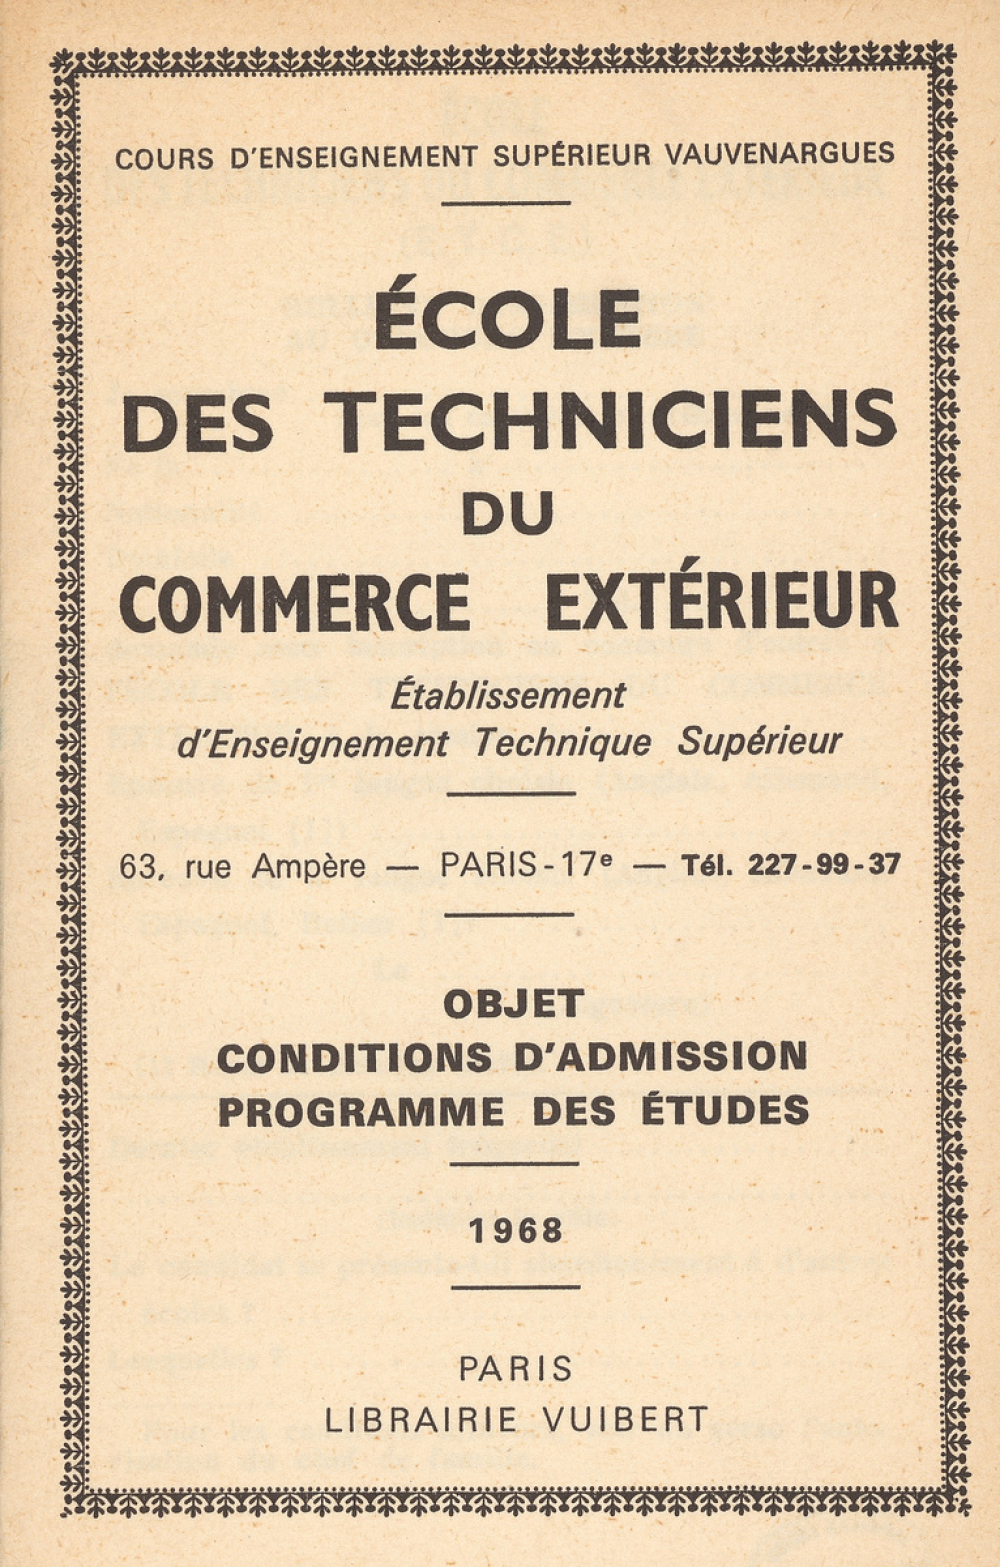 COURS D'ENSEIGNEMENT SUPÉRIEUR VAUVENARGUES
ÉCOLE
DES TECHNICIENS
DU
COMMERCE EXTÉRIEUR
Établissement
d'Enseignement Technique Supérieur
63, rue Ampère — PARIS-17e — Tél. 227-99-37
OBJET
CONDITIONS D'ADMISSION
PROGRAMME DES ÉTUDES
1968
PARIS
LIBRAIRIE VUIBERT